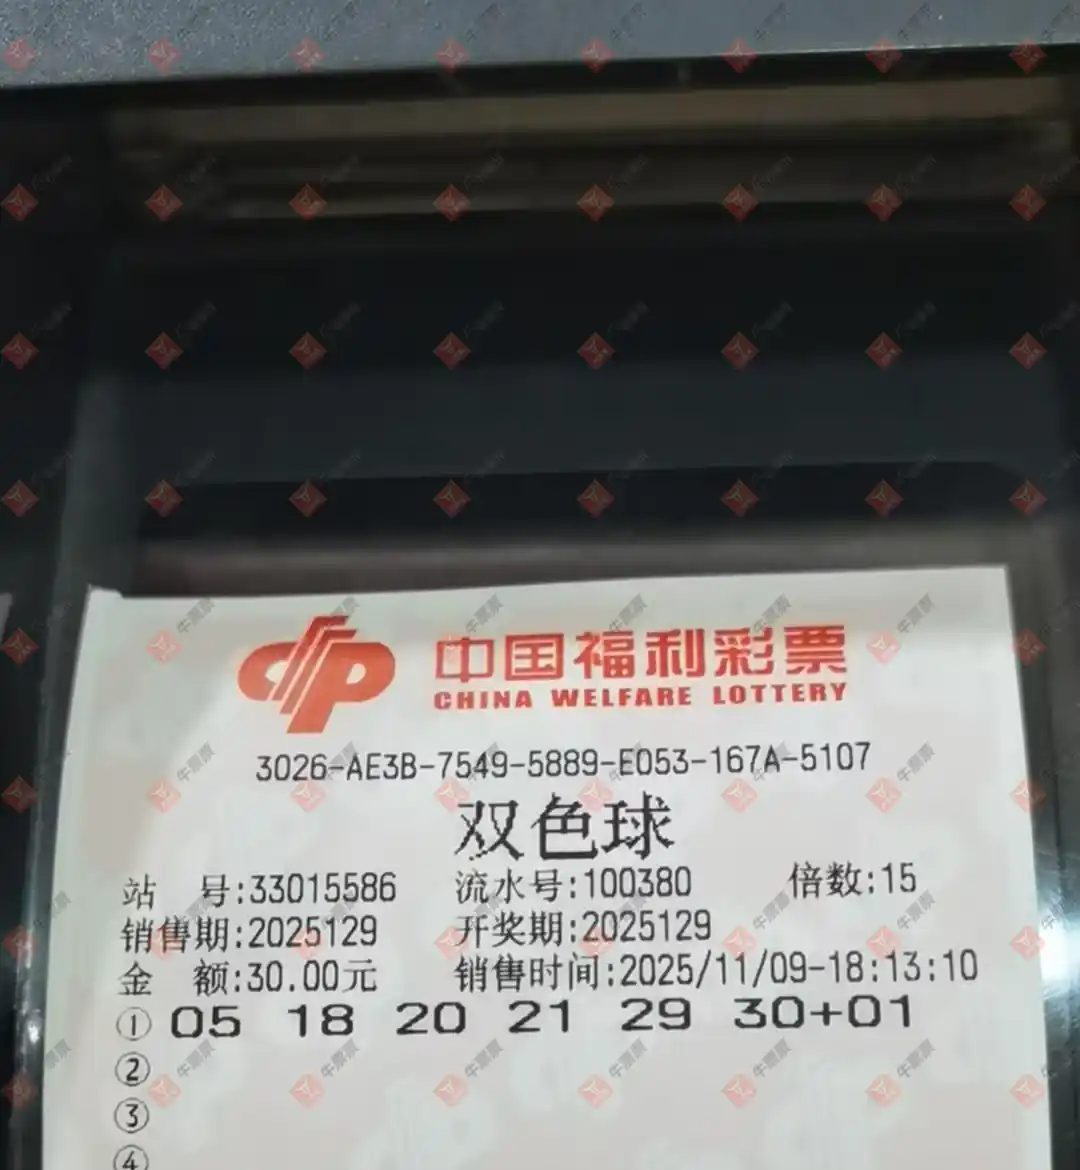 中国福利彩票
CHINA WELFARE LOTTERY
3026-AE3B-7549-5889-E053-167A-5107
双色球
站 号:33015586 流水号:100380 倍数:15
销售期:2025129 开奖期:2025129
金 额:30.00元 销售时间:2025/11/09-18:13:10
① 05 18 20 21 29 30+01
②
③
④